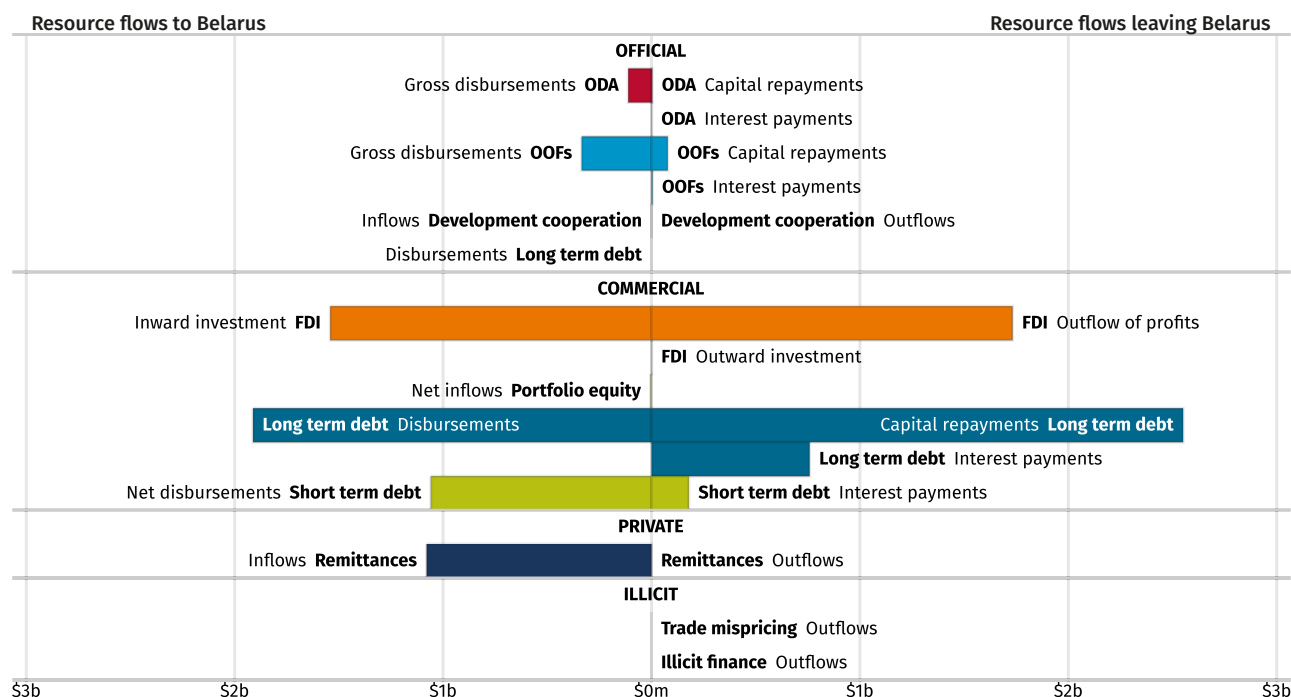 Resource flows to Belarus Resource flows leaving Belarus
OFFICIAL
Gross disbursements ODA ODA Capital repayments
ODA Interest payments
Gross disbursements OOFs OOFs Capital repayments
OOFs Interest payments
Inflows Development cooperation Development cooperation Outflows
Disbursements Long term debt
COMMERCIAL
Inward investment FDI FDI Outflow of profits
FDI Outward investment
Net inflows Portfolio equity
Long term debt Disbursements Capital repayments Long term debt
Long term debt Interest payments
Net disbursements Short term debt Short term debt Interest payments
PRIVATE
Inflows Remittances Remittances Outflows
ILLICIT
Trade mispricing Outflows
Illicit finance Outflows
$3b $2b $1b $0m $1b $2b $3b